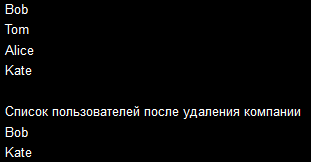 Bob
Tom
Alice
Kate
Список пользователей после удаления компании
Bob
Kate